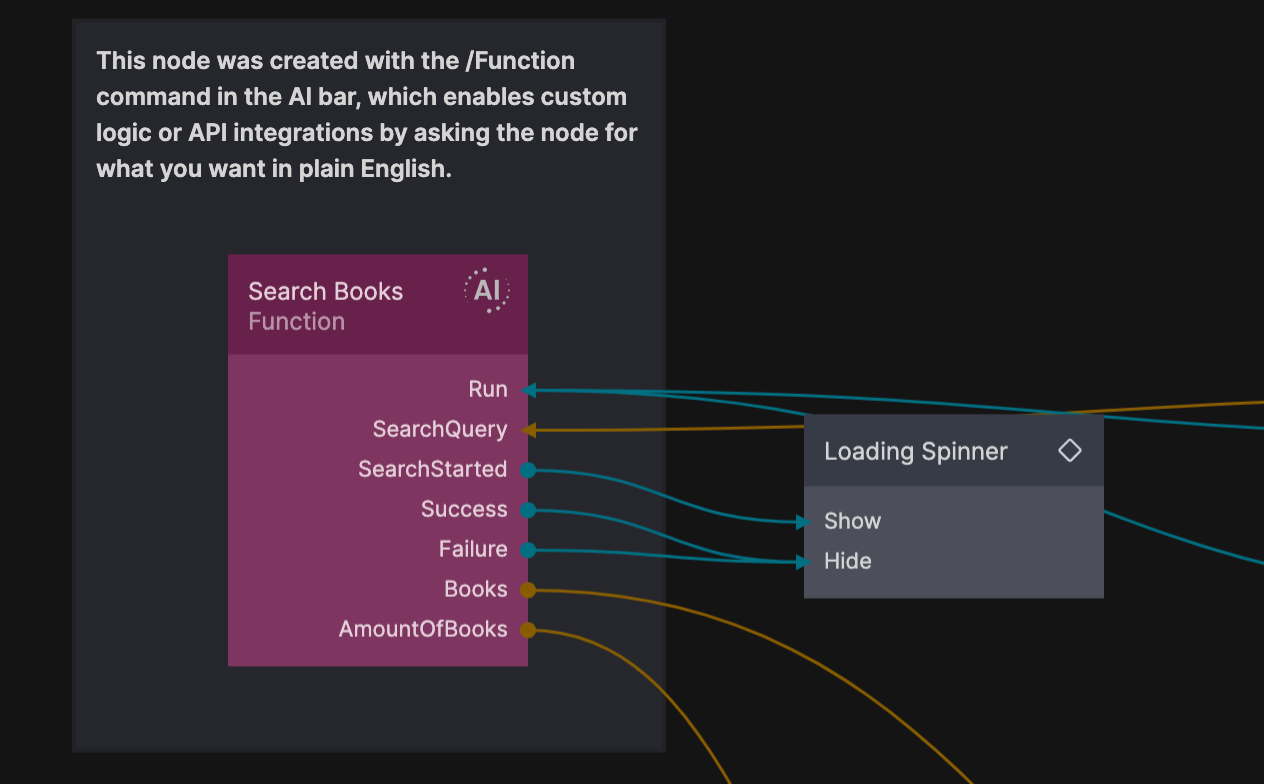 This node was created with the /Function
command in the AI bar, which enables custom
logic or API integrations by asking the node for
what you want in plain English.
Search Books
AI
Function
Run
SearchQuery
SearchStarted
Success
Failure
Books
AmountOfBooks
Loading Spinner
Show
Hide